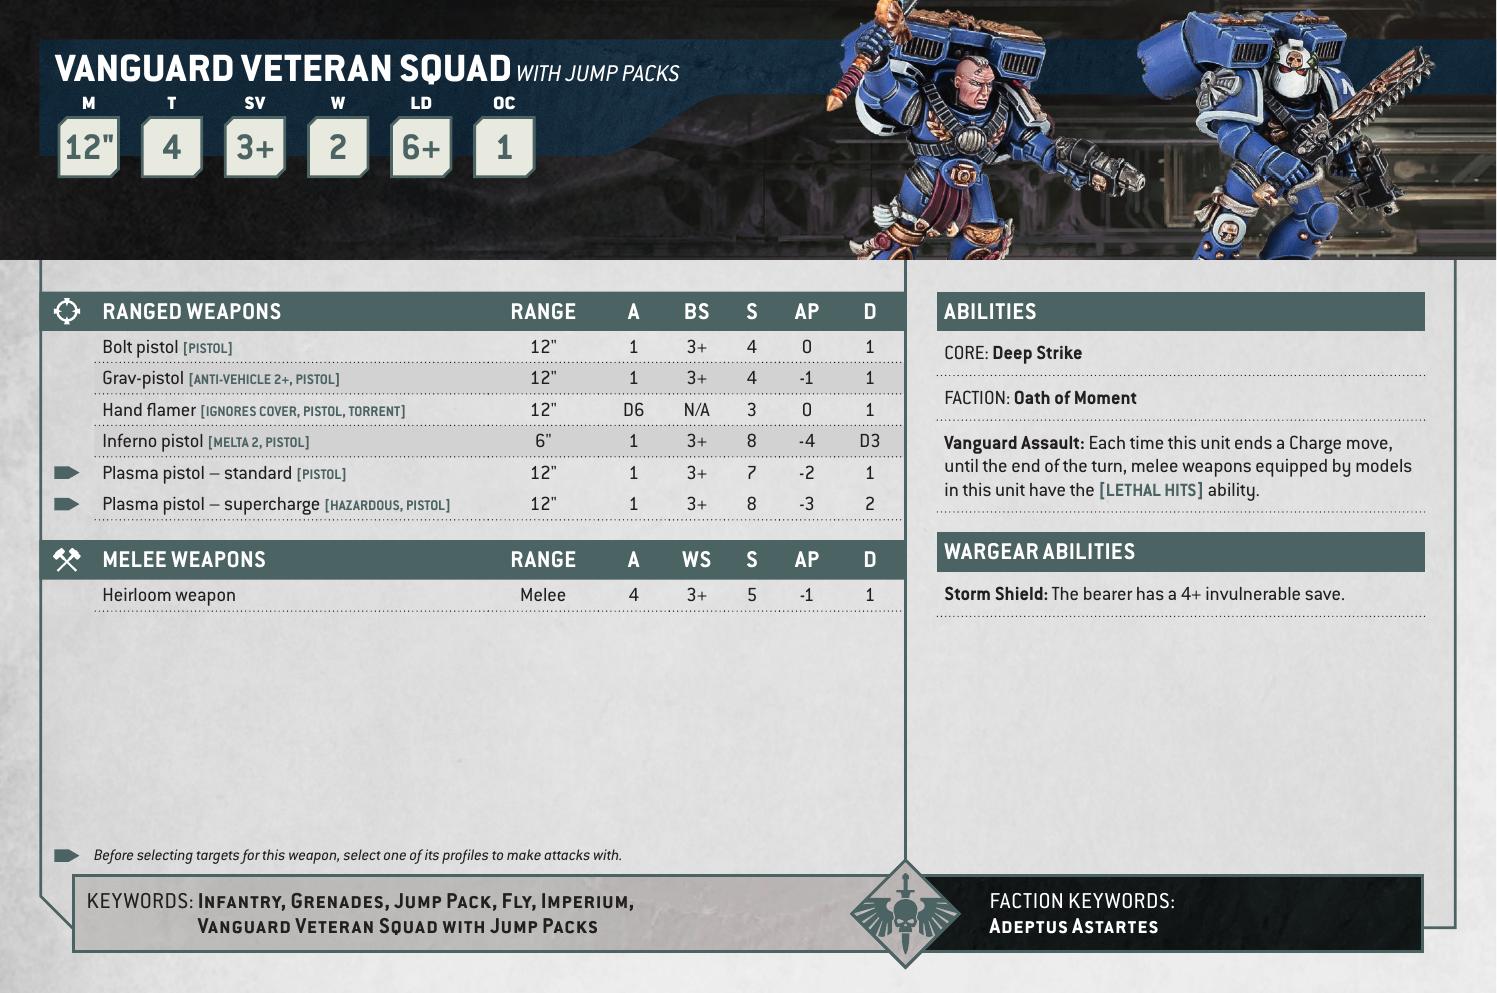 VANGUARD VETERAN SQUAD WITH JUMP PACKS
M T SV W LD OC
12" 4 3+ 2 6+ 1
RANGED WEAPONS RANGE A BS S AP D
Bolt pistol [PISTOL] 12" 1 3+ 4 0 1
Grav-pistol [ANTI-VEHICLE 2+, PISTOL] 12" 1 3+ 4 -1 1
Hand flamer [IGNORES COVER, PISTOL, TORRENT] 12" D6 N/A 3 0 1
Inferno pistol [MELTA 2, PISTOL] 6" 1 3+ 8 -4 D3
Plasma pistol – standard [PISTOL] 12" 1 3+ 7 -2 1
Plasma pistol – supercharge [HAZARDOUS, PISTOL] 12" 1 3+ 8 -3 2
MELEE WEAPONS RANGE A WS S AP D
Heirloom weapon Melee 4 3+ 5 -1 1
Before selecting targets for this weapon, select one of its profiles to make attacks with.
ABILITIES
CORE: Deep Strike
FACTION: Oath of Moment
Vanguard Assault: Each time this unit ends a Charge move,
until the end of the turn, melee weapons equipped by models
in this unit have the [LETHAL HITS] ability.
WARGEAR ABILITIES
Storm Shield: The bearer has a 4+ invulnerable save.
KEYWORDS: INFANTRY, GRENADES, JUMP PACK, FLY, IMPERIUM,
VANGUARD VETERAN SQUAD WITH JUMP PACKS
FACTION KEYWORDS:
ADEPTUS ASTARTES